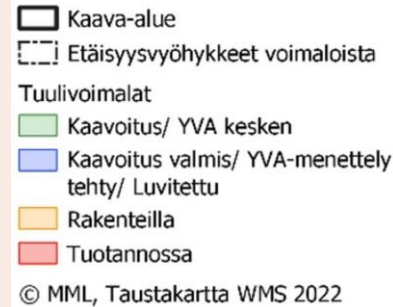 Kaava-alue
Etäisyysvyöhykkeet voimaloista
Tuulivoimalat
Kaavoitus/ YVA kesken
Kaavoitus valmis/ YVA-menettely
tehty/ Luvitettu
Rakenteilla
Tuotannossa
© MML, Taustakartta WMS 2022